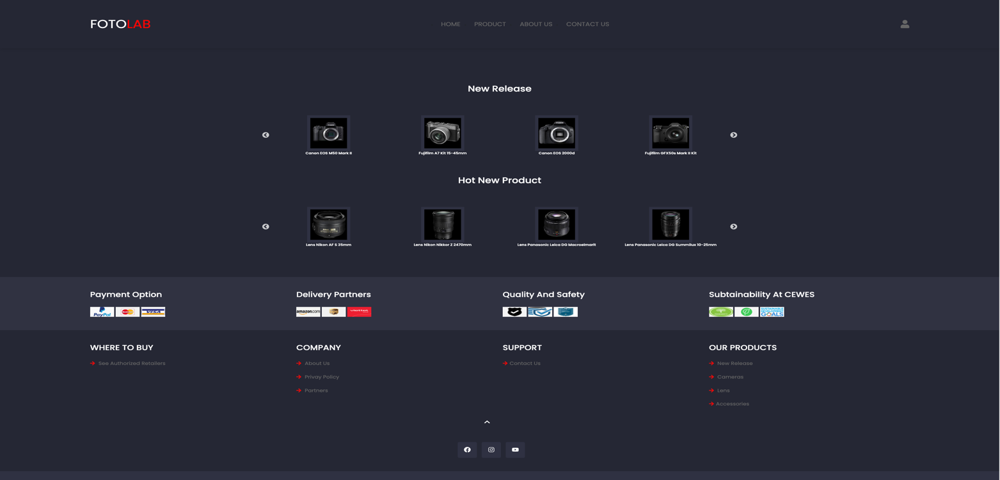 FOTOLAB
HOME PRODUCT ABOUT US CONTACT US
New Release
Canon EOS M50 Mark II
Fujifilm A7 Kit 15-45mm
Canon EOS 2000d
Fujifilm GFX50s Mark II Kit
Hot New Product
Lens Nikon AF S 35mm
Lens Nikon Nikkor Z 2470mm
Lens Panasonic Leica DG Macroelmarit
Lens Panasonic Leica DG Summilux 10-25mm
Payment Option
PayPal
VISA
Delivery Partners
amazon.com
ups
viettel
Quality And Safety
Subtainability At CEWES
SUSTAINABLE
DEVELOPMENT
GOALS
WHERE TO BUY
See Authorized Retailers
COMPANY
About Us
Privay Policy
Partners
SUPPORT
Contact Us
OUR PRODUCTS
New Release
Cameras
Lens
Accessories